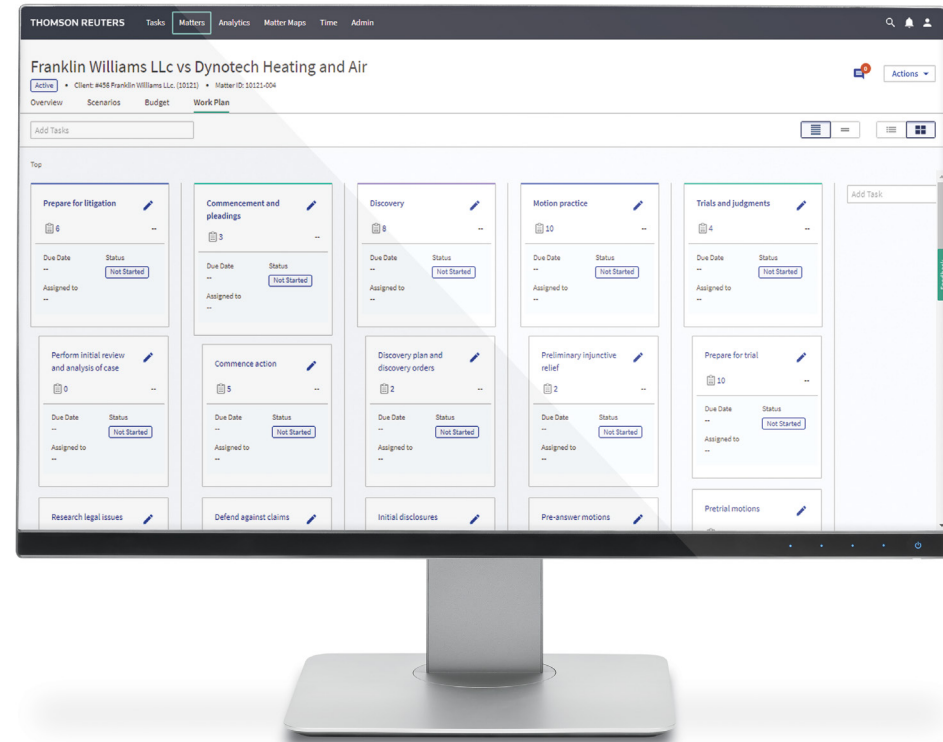 THOMSON REUTERS Tasks Matters Analytics Matter Maps Time Admin
Franklin Williams LLc vs Dynotech Heating and Air
Active • Client: #456 Franklin Williams LLc. (10121) • Matter ID: 10121-004
0
Actions
Overview Scenarios Budget Work Plan
Add Tasks
Top
Prepare for litigation
6 --
Due Date Status
-- Not Started
Assigned to
--
Commencement and
pleadings
3 --
Due Date Status
-- Not Started
Assigned to
--
Discovery
8 --
Due Date Status
-- Not Started
Assigned to
--
Motion practice
10 --
Due Date Status
-- Not Started
Assigned to
--
Trials and judgments
4 --
Due Date Status
-- Not Started
Assigned to
--
Add Task
Perform initial review
and analysis of case
0 --
Due Date Status
-- Not Started
Assigned to
--
Commence action
5 --
Due Date Status
-- Not Started
Assigned to
--
Discovery plan and
discovery orders
2 --
Due Date Status
-- Not Started
Assigned to
--
Preliminary injunctive
relief
2 --
Due Date Status
-- Not Started
Assigned to
--
Prepare for trial
10 --
Due Date Status
-- Not Started
Assigned to
--
Research legal issues
Defend against claims
Initial disclosures
Pre-answer motions
Pretrial motions